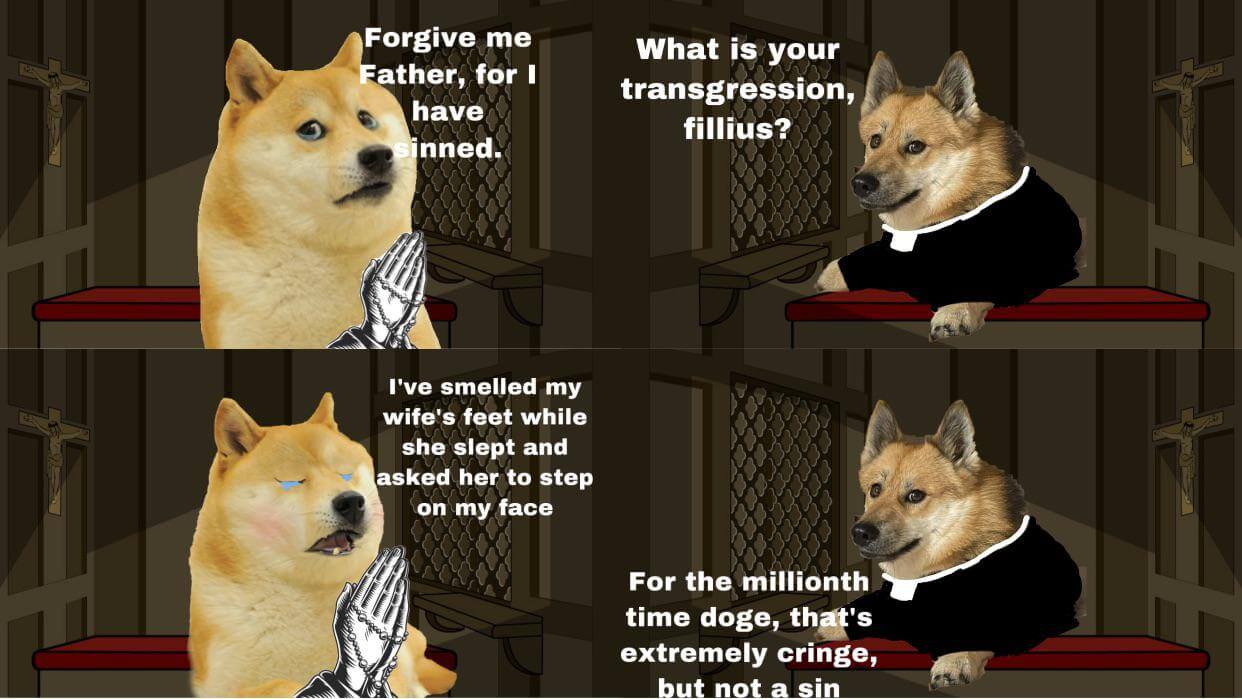 Forgive me
Father, for I
have
sinned.
What is your
transgression,
fillius?
I've smelled my
wife's feet while
she slept and
asked her to step
on my face
For the millionth
time doge, that's
extremely cringe,
but not a sin